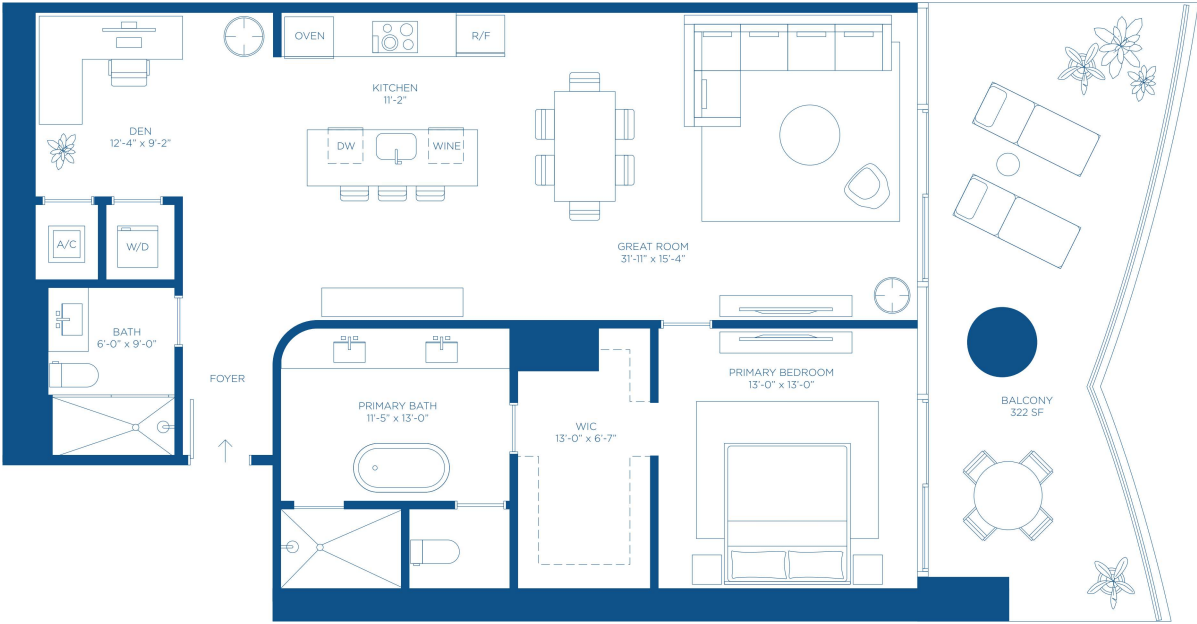 OVEN
R/F
KITCHEN
11'-2"
DEN
12'-4" x 9'-2"
DW
WINE
A/C
W/D
GREAT ROOM
31'-11" x 15'-4"
BATH
6'-0" x 9'-0"
FOYER
PRIMARY BATH
11'-5" x 13'-0"
WIC
13'-0" x 6'-7"
PRIMARY BEDROOM
13'-0" x 13'-0"
BALCONY
322 SF